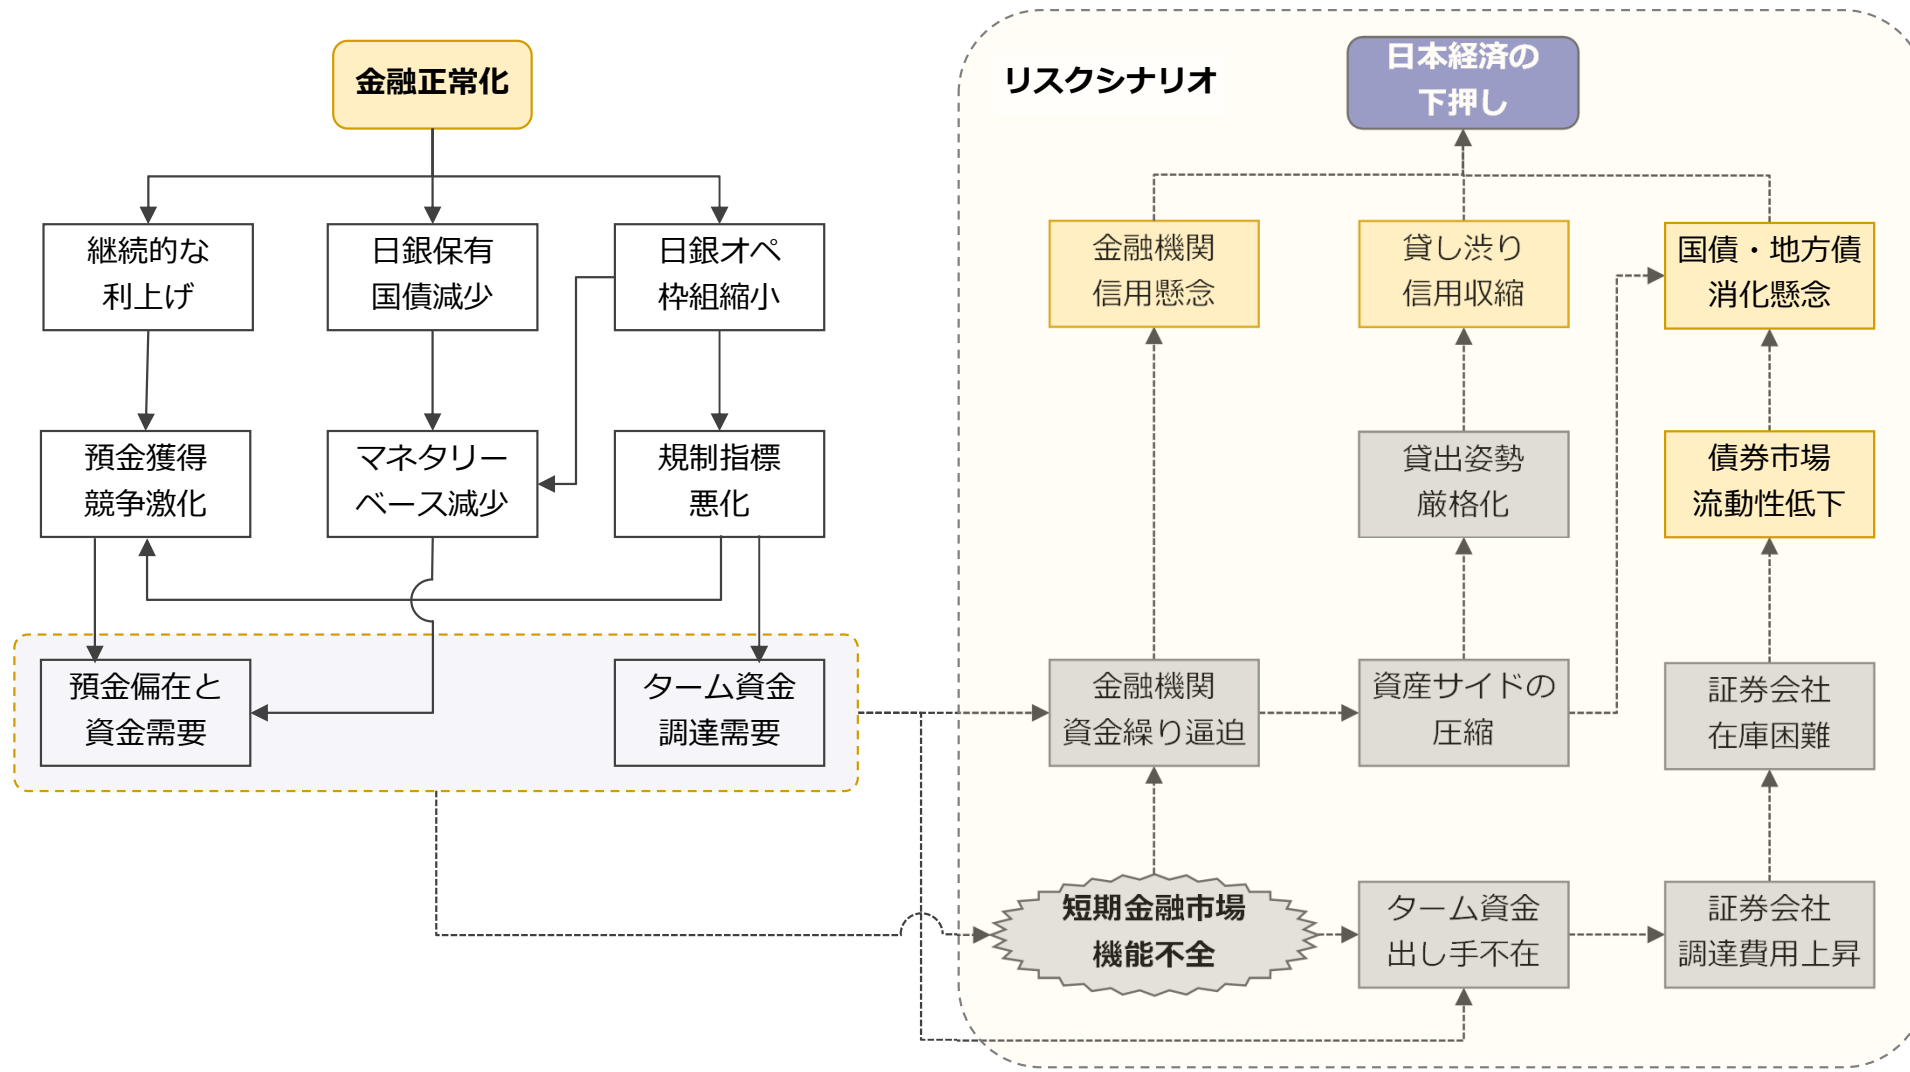 金融正常化
継続的な
利上げ
日銀保有
国債減少
日銀オペ
枠組縮小
預金獲得
競争激化
マネタリー
ベース減少
規制指標
悪化
預金偏在と
資金需要
ターム資金
調達需要
リスクシナリオ
日本経済の
下押し
金融機関
信用懸念
貸し渋り
信用収縮
国債・地方債
消化懸念
貸出姿勢
厳格化
債券市場
流動性低下
金融機関
資金繰り逼迫
資産サイドの
圧縮
証券会社
在庫困難
短期金融市場
機能不全
ターム資金
出し手不在
証券会社
調達費用上昇